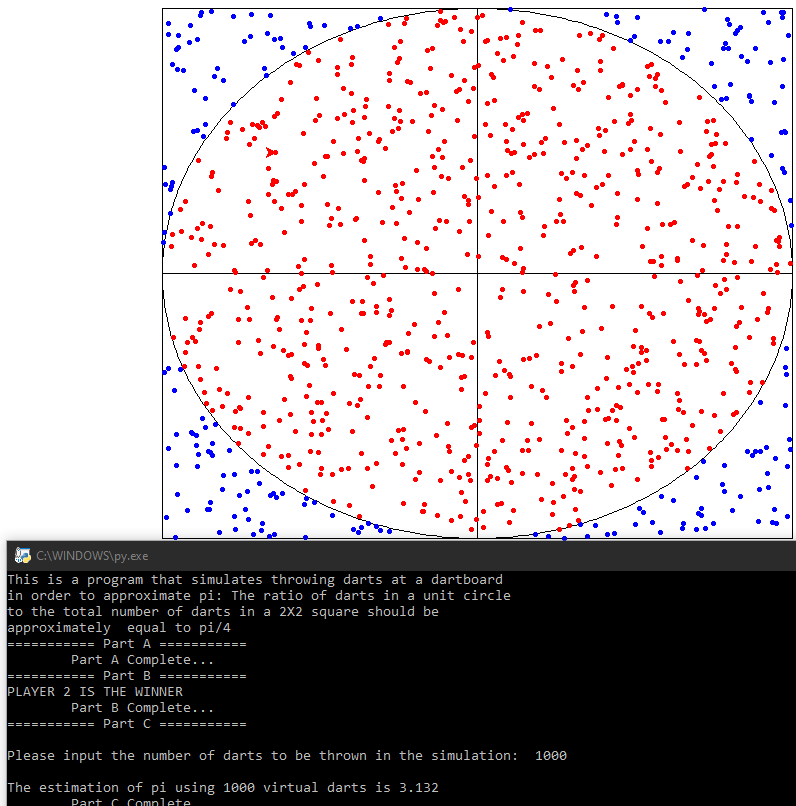 C:\WINDOWS\py.exe
This is a program that simulates throwing darts at a dartboard
in order to approximate pi: The ratio of darts in a unit circle
to the total number of darts in a 2X2 square should be
approximately  equal to pi/4
=========== Part A ===========
        Part A Complete...
=========== Part B ===========
PLAYER 2 IS THE WINNER
        Part B Complete...
=========== Part C ===========
Please input the number of darts to be thrown in the simulation:  1000
The estimation of pi using 1000 virtual darts is 3.132
        Part C Complete